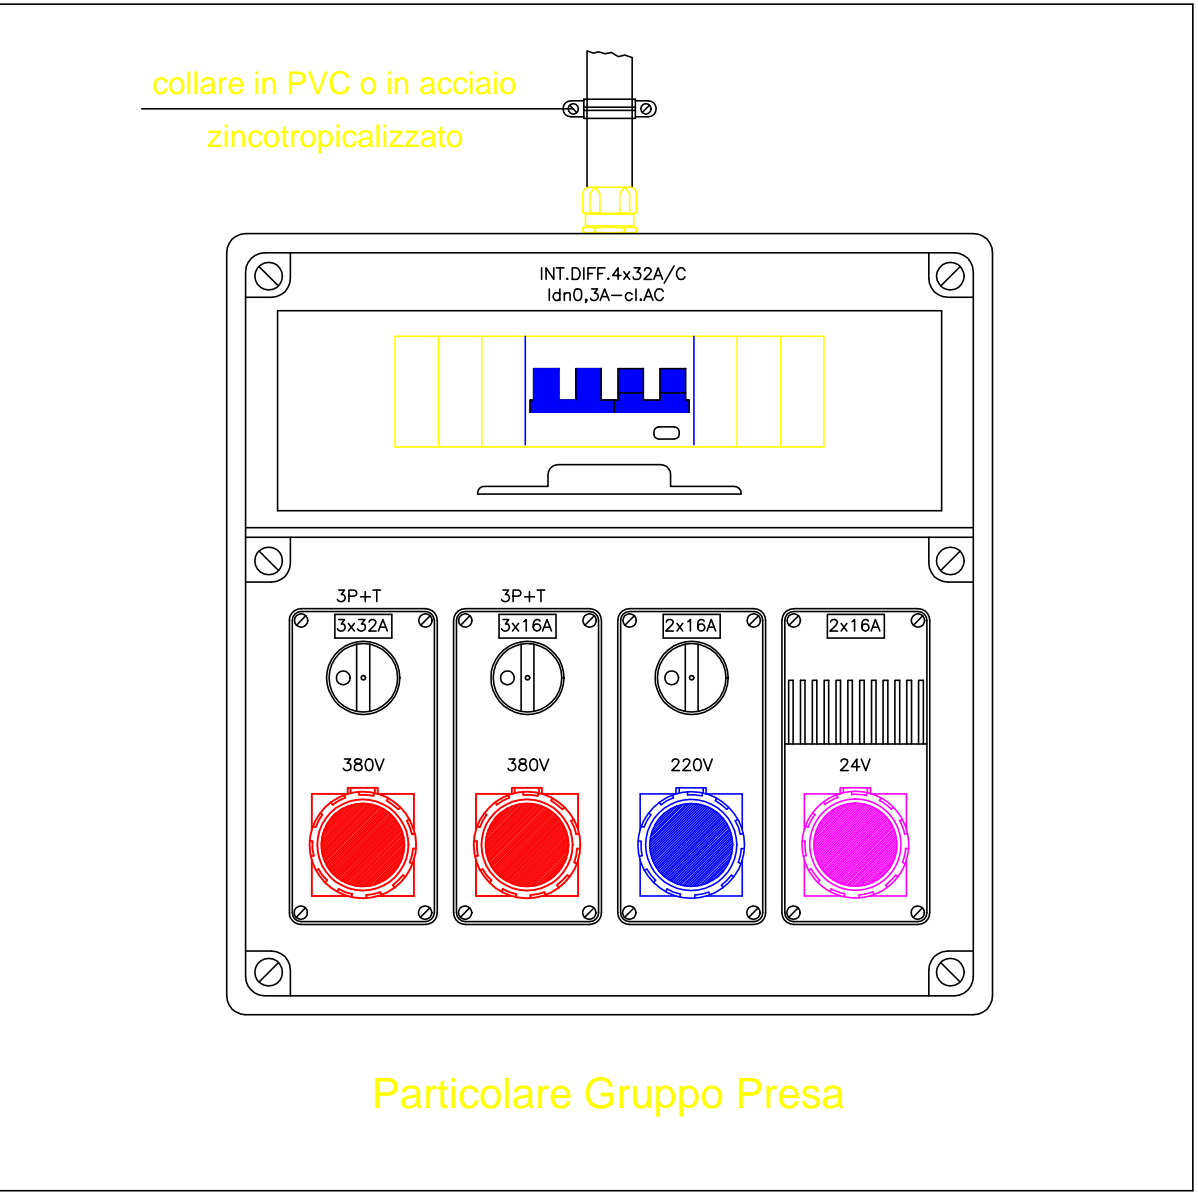 collare in PVC o in acciaio
zincotropicalizzato
INT.DIFF.4x32A/C
Idn0,3A-cl.AC
3P+T
3P+T
3x32A
3x16A
2x16A
2x16A
380V
380V
220V
24V
Particolare Gruppo Presa